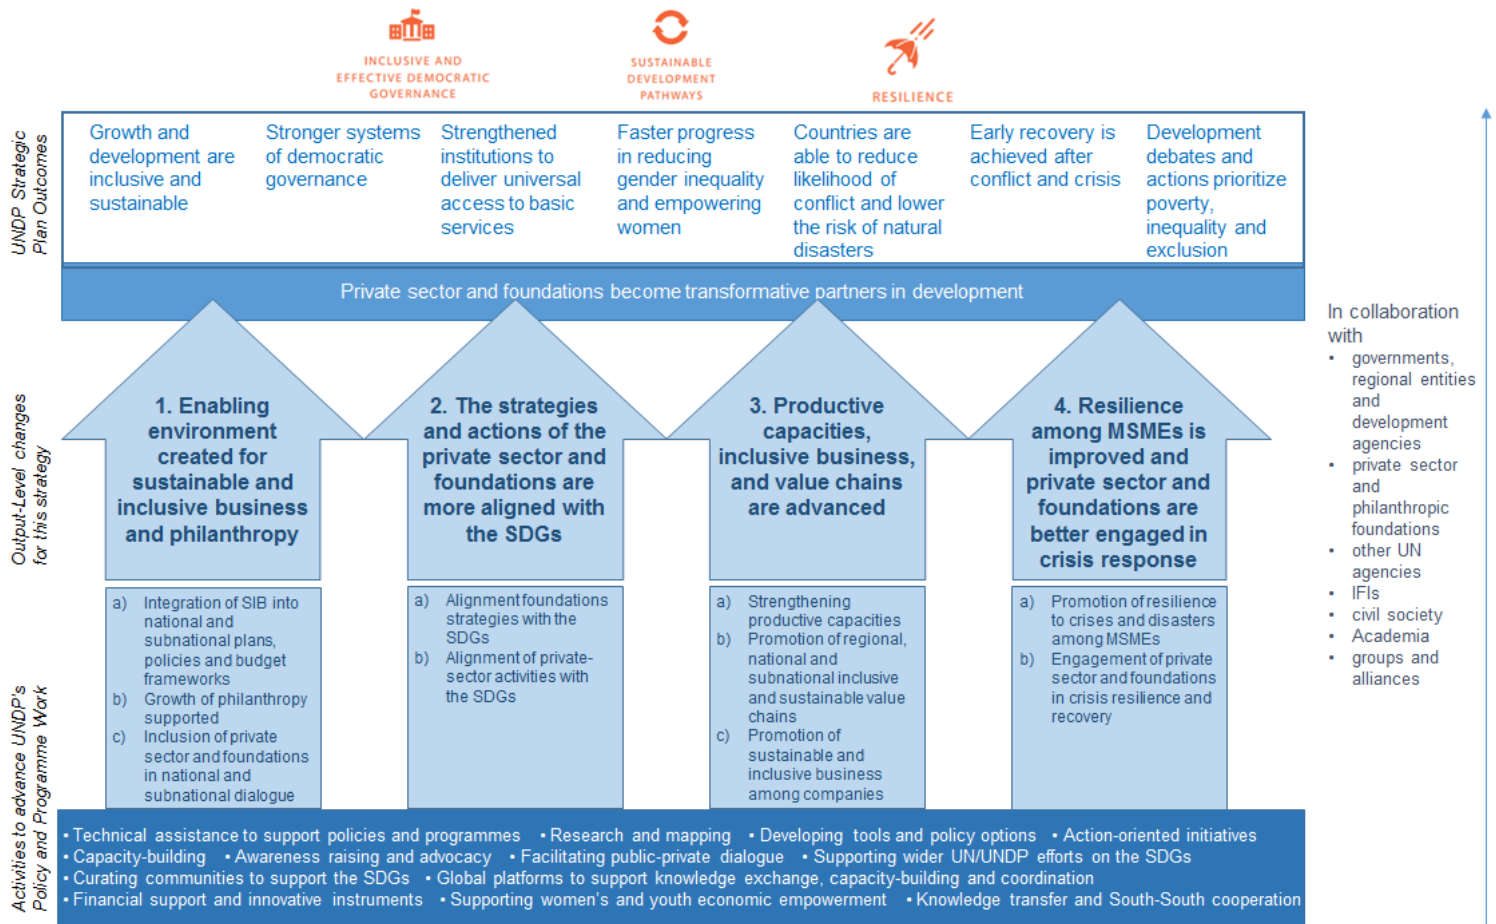 INCLUSIVE AND
EFFECTIVE DEMOCRATIC
GOVERNANCE
SUSTAINABLE
DEVELOPMENT
PATHWAYS
RESILIENCE
UNDP Strategic
Plan Outcomes
Growth and
development are
inclusive and
sustainable
Stronger systems
of democratic
governance
Strengthened
institutions to
deliver universal
access to basic
services
Faster progress
in reducing
gender inequality
and empowering
women
Countries are
able to reduce
likelihood of
conflict and lower
the risk of natural
disasters
Early recovery is
achieved after
conflict and crisis
Development
debates and
actions prioritize
poverty,
inequality and
exclusion
Private sector and foundations become transformative partners in development
Output-Level changes
for this strategy
1. Enabling
environment
created for
sustainable and
inclusive business
and philanthropy
2. The strategies
and actions of the
private sector and
foundations are
more aligned with
the SDGs
3. Productive
capacities,
inclusive business,
and value chains
are advanced
4. Resilience
among MSMEs is
improved and
private sector and
foundations are
better engaged in
crisis response
Activities to advance UNDP's
Policy and Programme Work
a) Integration of SIB into
national and
subnational plans,
policies and budget
frameworks
b) Growth of philanthropy
supported
c) Inclusion of private
sector and foundations
in national and
subnational dialogue
a) Alignment foundations
strategies with the
SDGs
b) Alignment of private-
sector activities with
the SDGs
a) Strengthening
productive capacities
b) Promotion of regional,
national and
subnational inclusive
and sustainable value
chains
c) Promotion of
sustainable and
inclusive business
among companies
a) Promotion of resilience
to crises and disasters
among MSMEs
b) Engagement of private
sector and foundations
in crisis resilience and
recovery
• Technical assistance to support policies and programmes • Research and mapping • Developing tools and policy options • Action-oriented initiatives
• Capacity-building • Awareness raising and advocacy • Facilitating public-private dialogue • Supporting wider UN/UNDP efforts on the SDGs
• Curating communities to support the SDGs • Global platforms to support knowledge exchange, capacity-building and coordination
• Financial support and innovative instruments • Supporting women's and youth economic empowerment • Knowledge transfer and South-South cooperation
In collaboration
with
• governments,
regional entities
and
development
agencies
• private sector
and
philanthropic
foundations
• other UN
agencies
• IFIs
• civil society
• Academia
• groups and
alliances